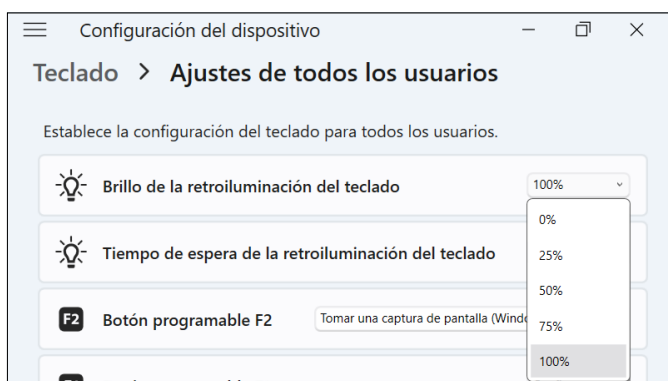 Configuración del dispositivo
Teclado > Ajustes de todos los usuarios
Establece la configuración del teclado para todos los usuarios.
Brillo de la retroiluminación del teclado 100%
0%
Tiempo de espera de la retroiluminación del teclado 25%
50%
F2 Botón programable F2 Tomar una captura de pantalla
75%
100%